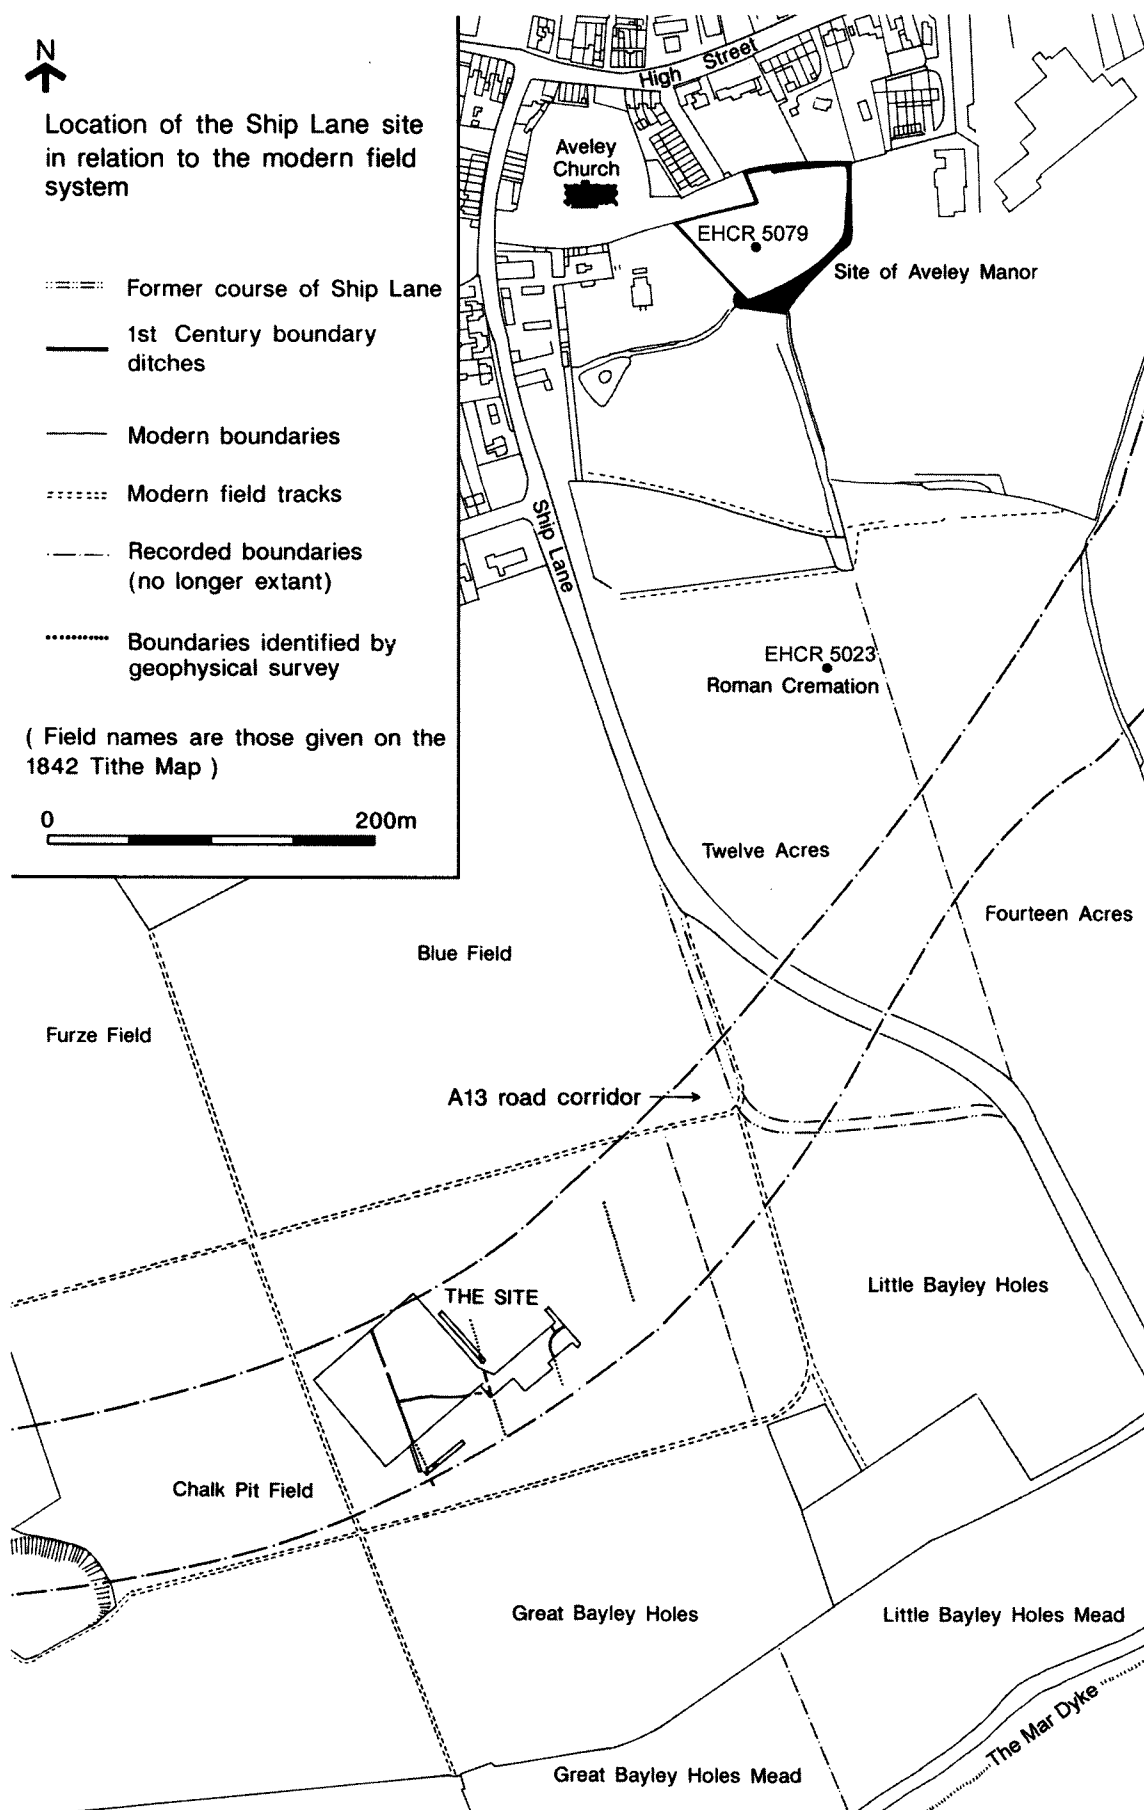 N
Location of the Ship Lane site
in relation to the modern field
system
Former course of Ship Lane
1st Century boundary
ditches
Modern boundaries
Modern field tracks
Recorded boundaries
(no longer extant)
Boundaries identified by
geophysical survey
( Field names are those given on the
1842 Tithe Map )
0 200m
High Street
Aveley
Church
EHCR 5079
Site of Aveley Manor
Ship Lane
EHCR 5023
Roman Cremation
Twelve Acres
Fourteen Acres
Blue Field
Furze Field
A13 road corridor
Little Bayley Holes
THE SITE
Chalk Pit Field
Great Bayley Holes
Little Bayley Holes Mead
The Mar Dyke
Great Bayley Holes Mead